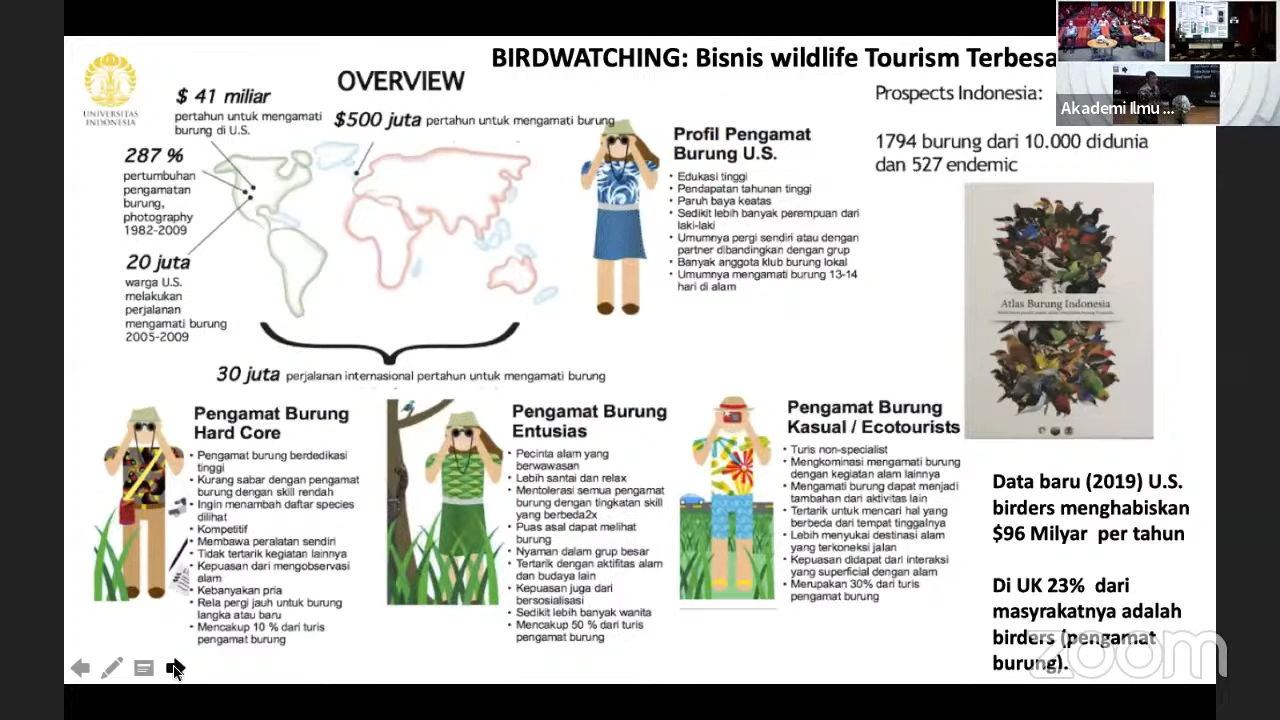 BIRDWATCHING: Bisnis wildlife Tourism Terbesa
UNIVERSITAS
INDONESIA
OVERVIEW
$ 41 miliar
pertahun untuk mengamati
burung di U.S.
$500 juta pertahun untuk mengamati burung
287 %
pertumbuhan
pengamatan
burung,
photography
1982-2009
20 juta
warga U.S.
melakukan
perjalanan
mengamati burung
2005-2009
30 juta perjalanan internasional pertahun untuk mengamati burung
Profil Pengamat
Burung U.S.
• Edukasi tinggi
• Pendapatan tahunan tinggi
• Paruh baya keatas
• Sedikit lebih banyak perempuan dari
laki-laki
• Umumnya pergi sendiri atau dengan
partner dibandingkan dengan grup
• Banyak anggota klub burung lokal
• Umumnya mengamati burung 13-14
hari di alam
Prospects Indonesia:
1794 burung dari 10.000 didunia
dan 527 endemic
Akademi Ilmu ...
Atlas Burung Indonesia
Pengamat Burung
Hard Core
• Pengamat burung berdedikasi
tinggi
• Kurang sabar dengan pengamat
burung dengan skill rendah
• Ingin menambah daftar species
dilihat
• Kompetitif
• Membawa peralatan sendiri
• Tidak tertarik kegiatan lainnya
• Kepuasan dari mengobservasi
alam
• Kebanyakan pria
• Rela pergi jauh untuk burung
langka atau baru
• Mencakup 10 % dari turis
pengamat burung
Pengamat Burung
Entusias
• Pecinta alam yang
berwawasan
• Lebih santai dan relax
• Mentolerasi semua pengamat
burung dengan tingkatan skill
yang berbeda2x
• Puas asal dapat melihat
burung
• Nyaman dalam grup besar
• Tertarik dengan aktifitas alam
dan budaya lain
• Kepuasan juga dari
bersosialisasi
• Sedikit lebih banyak wanita
• Mencakup 50 % dari turis
pengamat burung
Pengamat Burung
Kasual / Ecotourists
• Turis non-specialist
• Mengkominasi mengamati burung
dengan kegiatan alam lainnya
• Mengamati burung dapat menjadi
tambahan dari aktivitas lain
• Tertarik untuk mencari hal yang
berbeda dari tempat tinggalnya
• Lebih menyukai destinasi alam
yang terkoneksi jalan
• Kepuasan didapat dari interaksi
yang superficial dengan alam
• Merupakan 30% dari turis
pengamat burung
Data baru (2019) U.S.
birders menghabiskan
$96 Milyar per tahun
Di UK 23% dari
masyrakatnya adalah
birders (pengamat
burung).
zoom